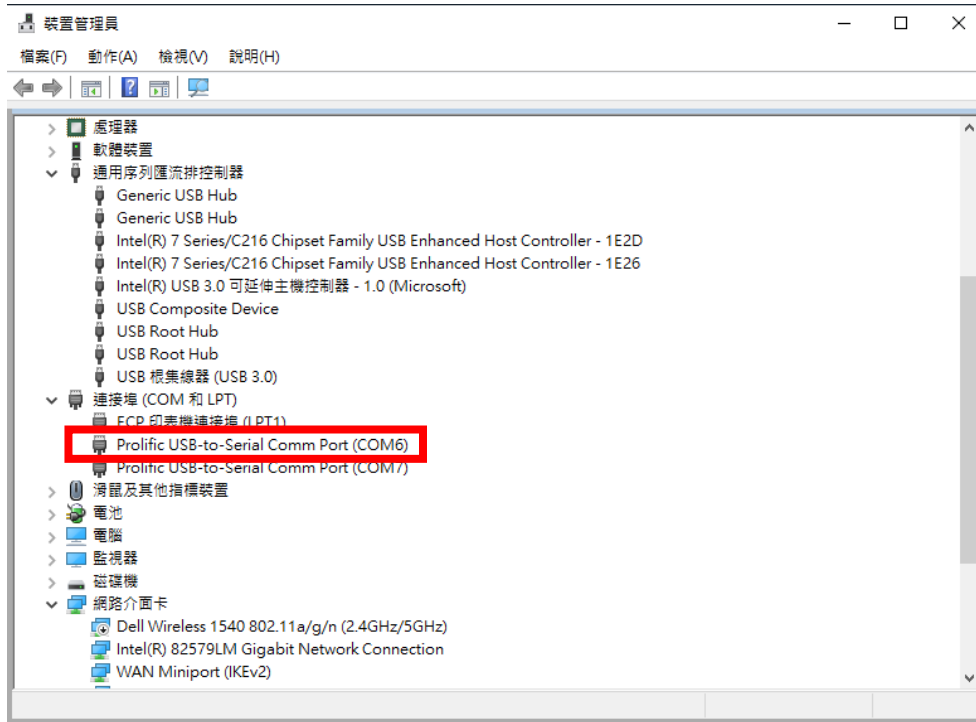 裝置管理員
檔案(F) 動作(A) 檢視(V) 說明(H)
處理器
軟體裝置
通用序列匯流排控制器
Generic USB Hub
Generic USB Hub
Intel(R) 7 Series/C216 Chipset Family USB Enhanced Host Controller - 1E2D
Intel(R) 7 Series/C216 Chipset Family USB Enhanced Host Controller - 1E26
Intel(R) USB 3.0 可延伸主機控制器 - 1.0 (Microsoft)
USB Composite Device
USB Root Hub
USB Root Hub
USB 根集線器 (USB 3.0)
連接埠 (COM 和 LPT)
ECP 印表機連接埠 (LPT1)
Prolific USB-to-Serial Comm Port (COM6)
Prolific USB-to-Serial Comm Port (COM7)
滑鼠及其他指標裝置
電池
電腦
監視器
磁碟機
網路介面卡
Dell Wireless 1540 802.11a/g/n (2.4GHz/5GHz)
Intel(R) 82579LM Gigabit Network Connection
WAN Miniport (IKEv2)